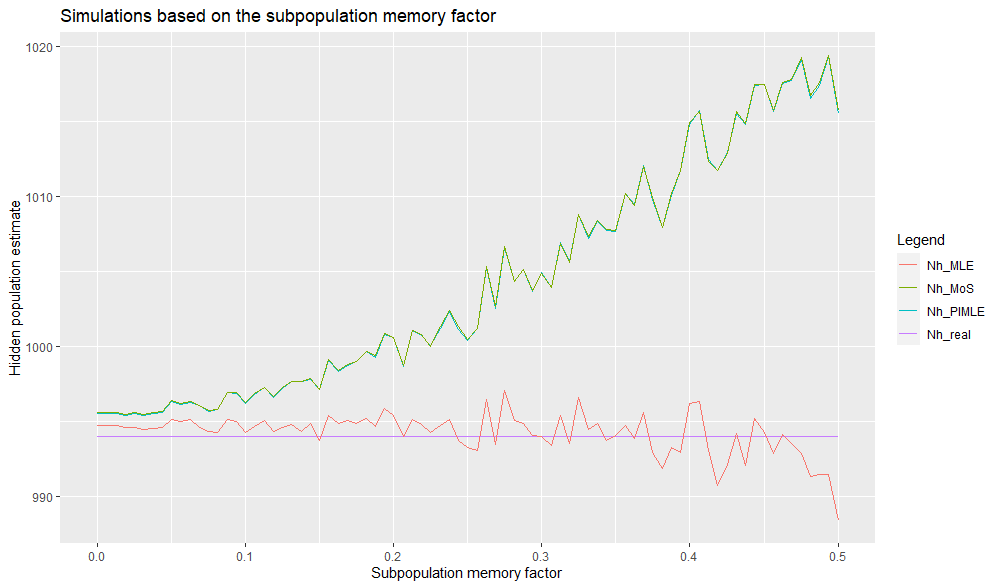 Simulations based on the subpopulation memory factor
Hidden population estimate
1020
1010
1000
990
0.0
0.1
0.2
0.3
0.4
0.5
Subpopulation memory factor
Legend
Nh_MLE
Nh_MoS
Nh_PIMLE
Nh_real